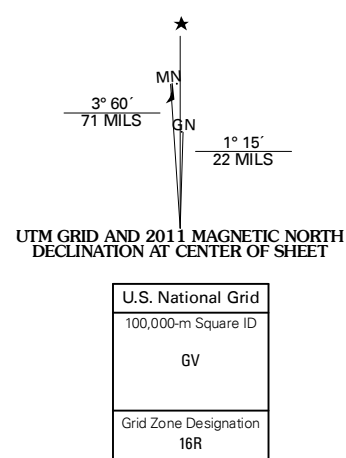 ★
MN
3° 60´
71 MILS
GN
1° 15´
22 MILS
UTM GRID AND 2011 MAGNETIC NORTH
DECLINATION AT CENTER OF SHEET
U.S. National Grid
100,000-m Square ID
GV
Grid Zone Designation
16R